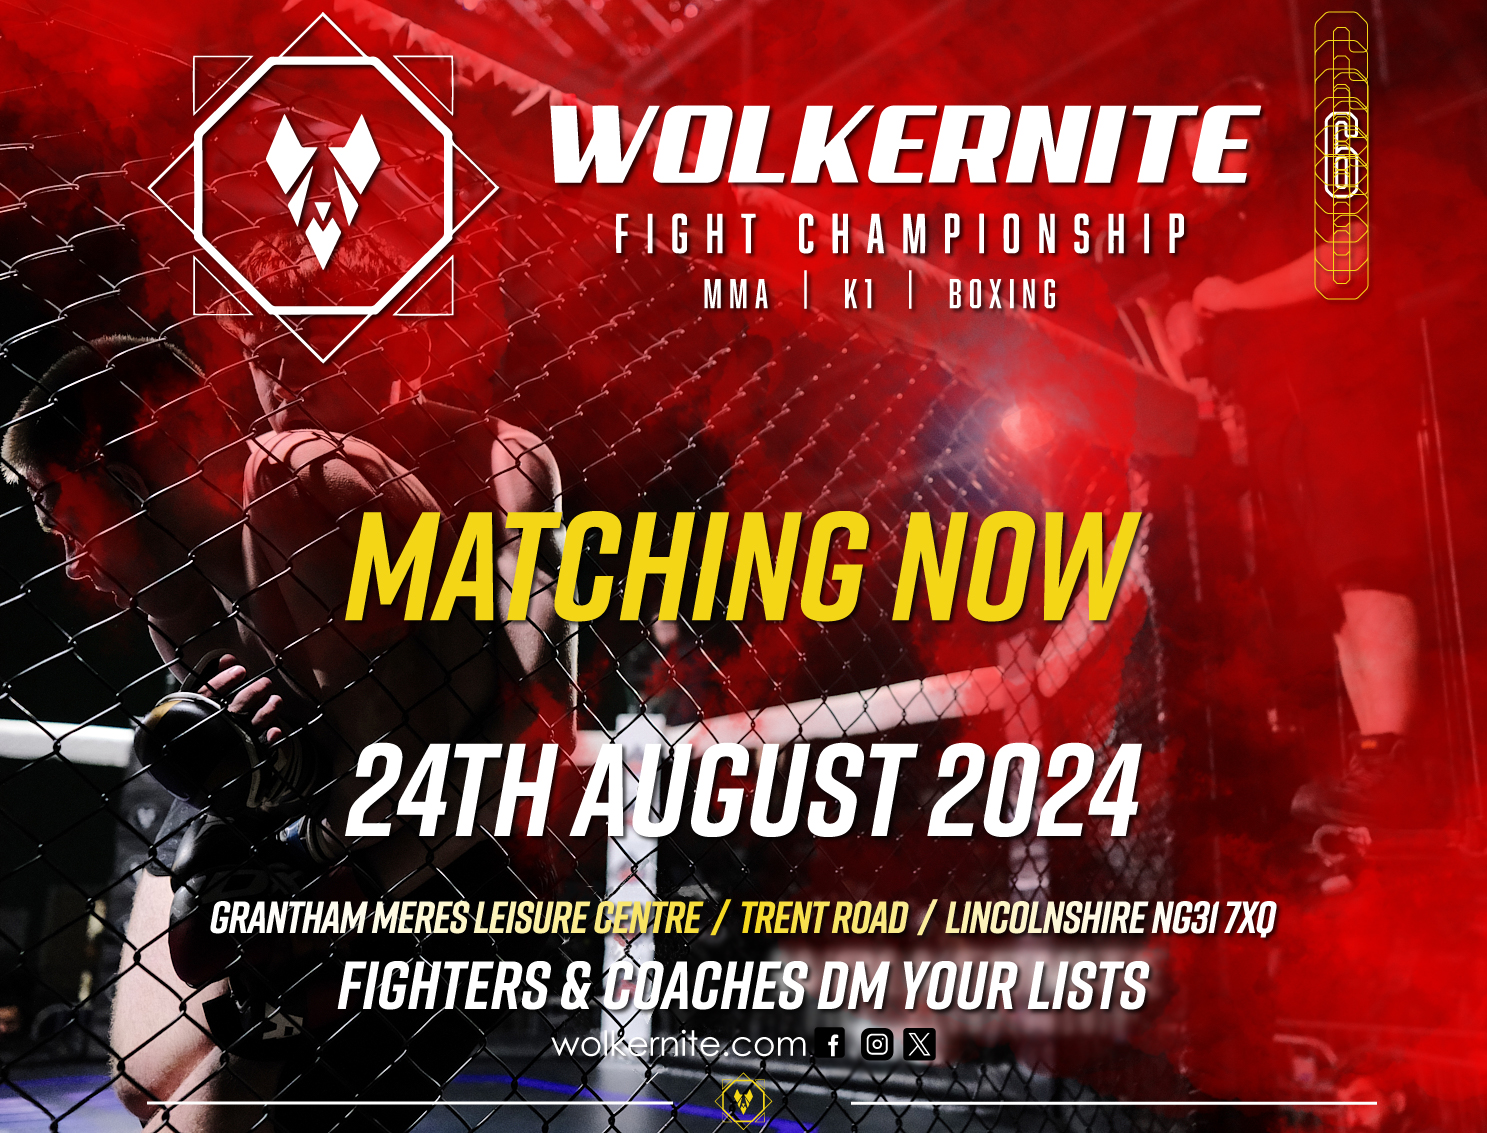 WOLKERNITE
6
FIGHT CHAMPIONSHIP
MMA | K1 | BOXING
MATCHING NOW
24TH AUGUST 2024
GRANTHAM MERES LEISURE CENTRE / TRENT ROAD / LINCOLNSHIRE NG31 7XQ
FIGHTERS & COACHES DM YOUR LISTS
wolkernite.com